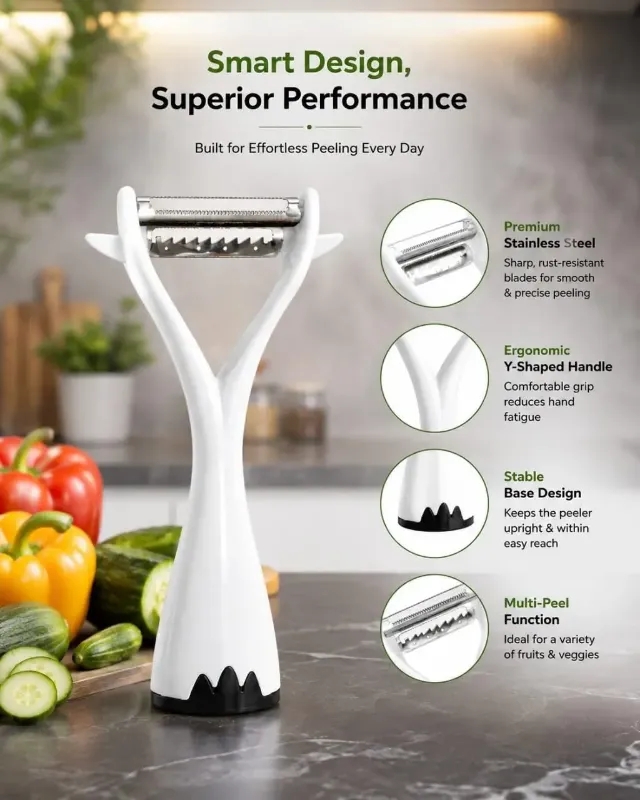 Smart Design,
Superior Performance
Built for Effortless Peeling Every Day
Premium
Stainless Steel
Sharp, rust-resistant
blades for smooth
& precise peeling
Ergonomic
Y-Shaped Handle
Comfortable grip
reduces hand
fatigue
Stable
Base Design
Keeps the peeler
upright & within
easy reach
Multi-Peel
Function
Ideal for a variety
of fruits & veggies